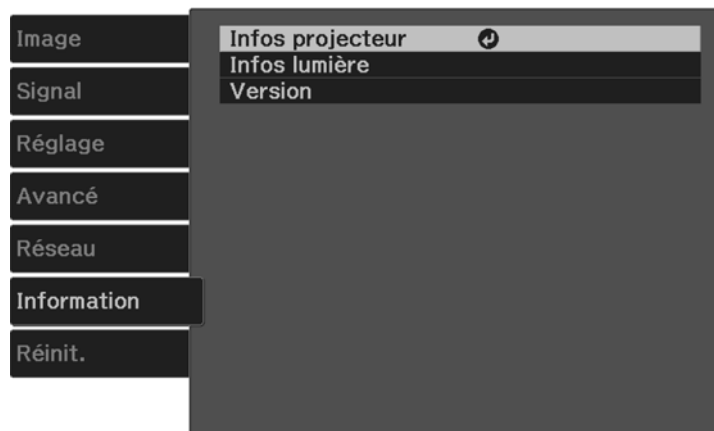 Image
Signal
Réglage
Avancé
Réseau
Information
Réinit.
Infos projecteur
Infos lumière
Version